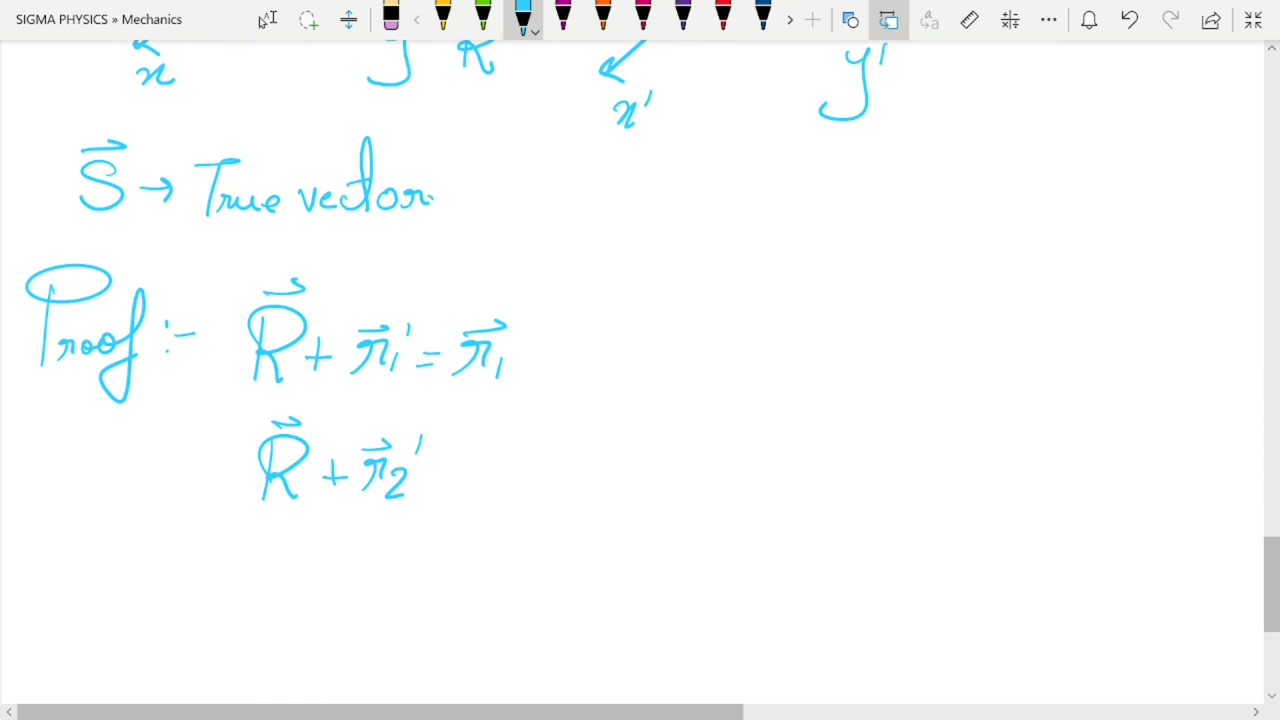 SIGMA PHYSICS » Mechanics
x y R x' y'
S⃗ → True vector.
Proof :- R⃗ + r⃗₁' = r⃗₁
R⃗ + r⃗₂'